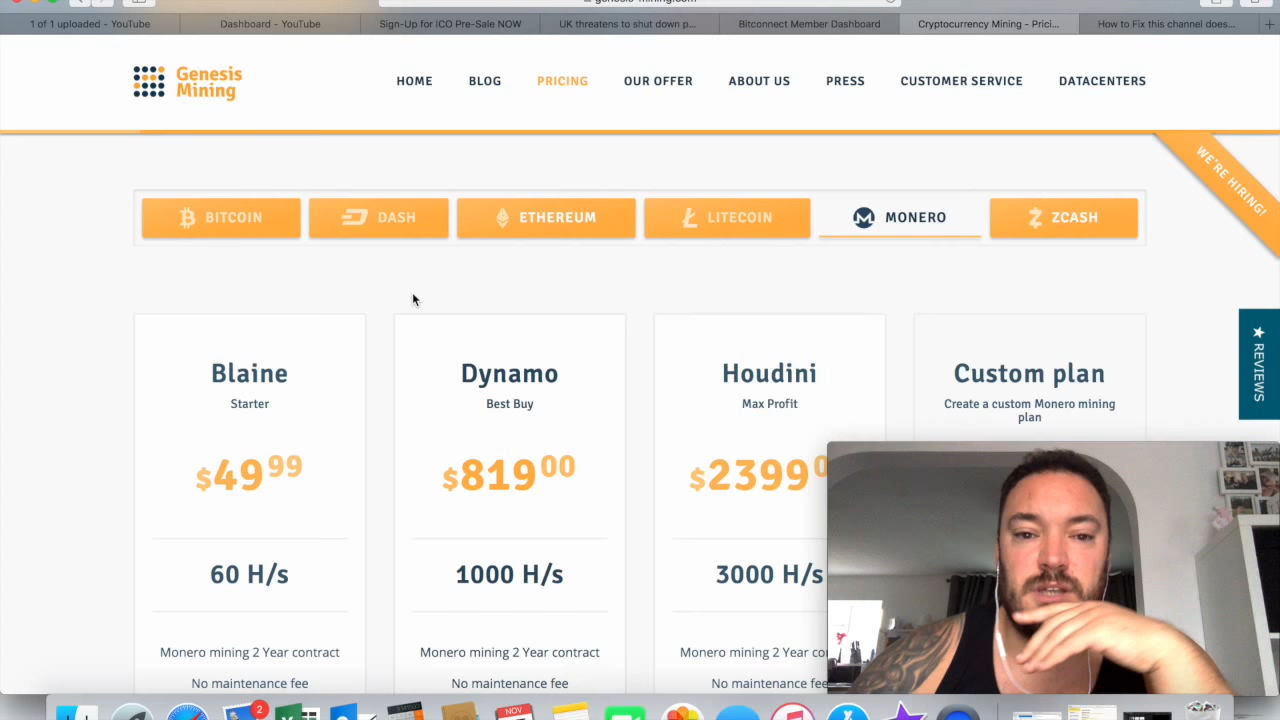 genesis-mining.com
1 of 1 uploaded - YouTube
Dashboard - YouTube
Sign-Up for ICO Pre-Sale NOW
UK threatens to shut down p...
Bitconnect Member Dashboard
Cryptocurrency Mining - Prici...
How to Fix this channel does...
Genesis
Mining
HOME BLOG PRICING OUR OFFER ABOUT US PRESS CUSTOMER SERVICE DATACENTERS
WE'RE HIRING!
BITCOIN DASH ETHEREUM LITECOIN MONERO ZCASH
★ REVIEWS
Blaine
Starter
$49 99
60 H/s
Monero mining 2 Year contract
No maintenance fee
Dynamo
Best Buy
$819 00
1000 H/s
Monero mining 2 Year contract
No maintenance fee
Houdini
Max Profit
$2399
3000 H/s
Monero mining 2 Year
No maintenance fee
Custom plan
Create a custom Monero mining
plan
2
NOV